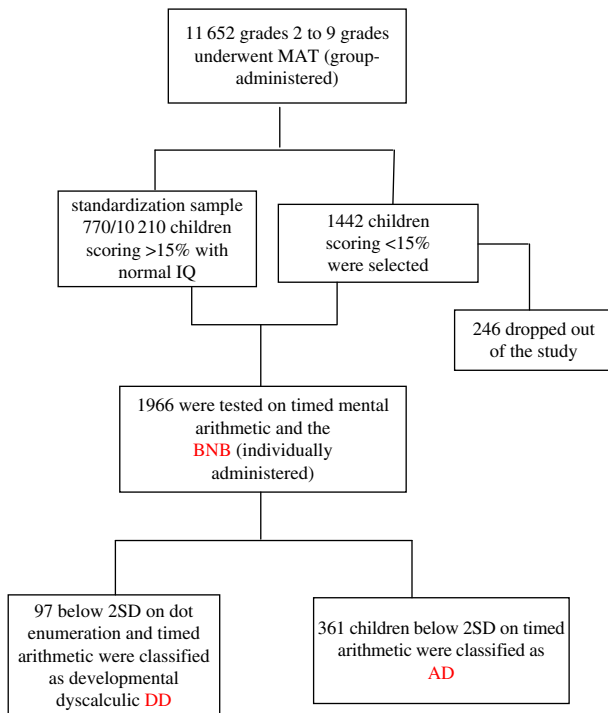 11 652 grades 2 to 9 grades
underwent MAT (group-
administered)
standardization sample
770/10 210 children
scoring >15% with
normal IQ
1442 children
scoring <15%
were selected
246 dropped out
of the study
1966 were tested on timed mental
arithmetic and the
BNB (individually
administered)
97 below 2SD on dot
enumeration and timed
arithmetic were classified
as developmental
dyscalculic DD
361 children below 2SD on timed
arithmetic were classified as
AD